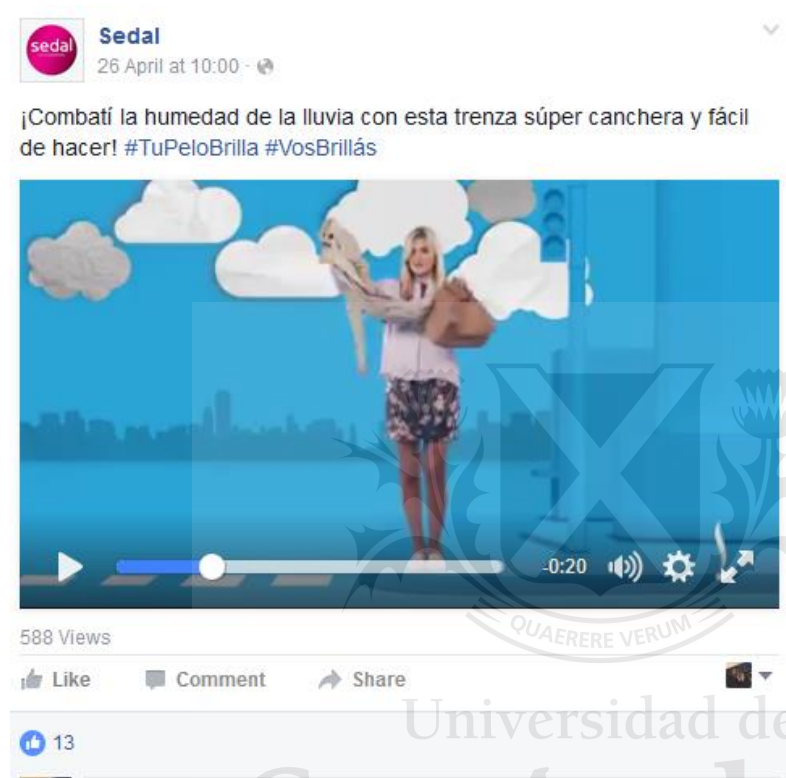 sedal
Sedal
26 April at 10:00 ·
¡Combatí la humedad de la lluvia con esta trenza súper canchera y fácil
de hacer! #TuPeloBrilla #VosBrillás
-0:20
QUAERERE VERUM
588 Views
Like Comment Share
Universidad de
13